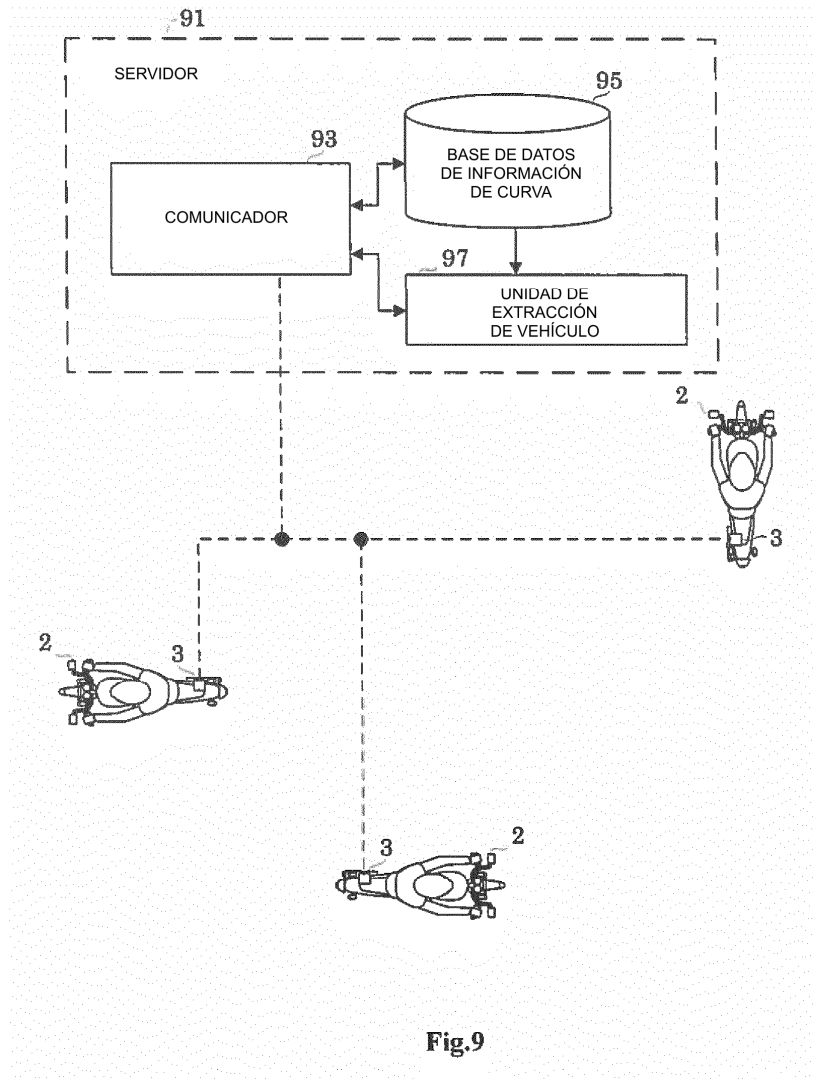 91
SERVIDOR
95
93
BASE DE DATOS
DE INFORMACIÓN
DE CURVA
COMUNICADOR
97
UNIDAD DE
EXTRACCIÓN
DE VEHÍCULO
2
3
2
3
3
2
Fig.9